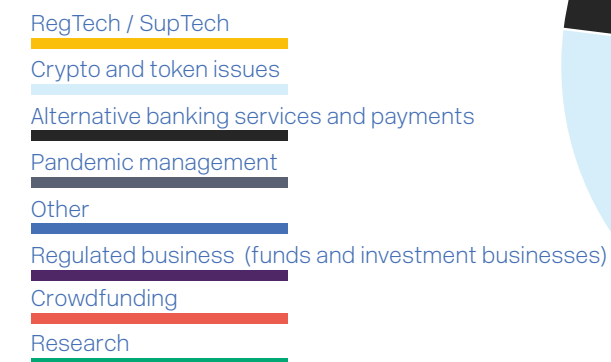 RegTech / SupTech
Crypto and token issues
Alternative banking services and payments
Pandemic management
Other
Regulated business (funds and investment businesses)
Crowdfunding
Research